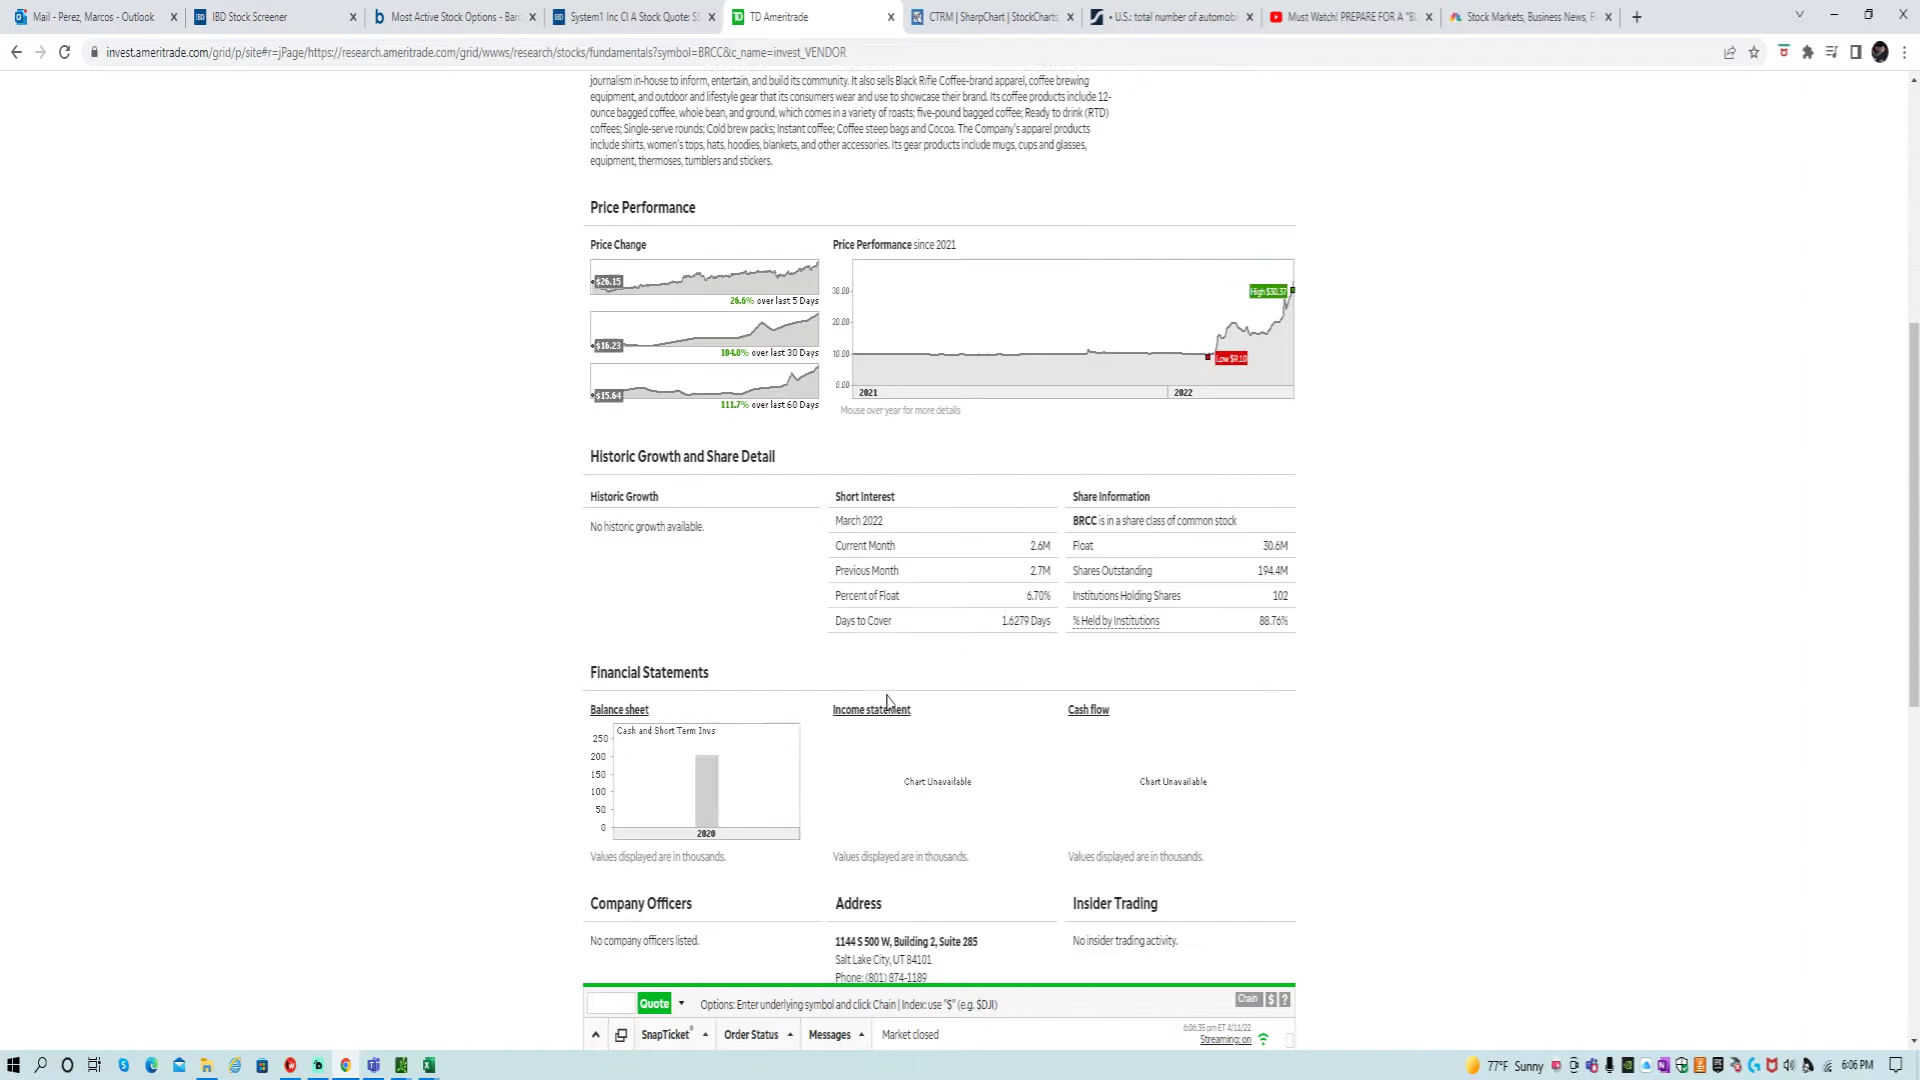 Mail - Perez, Marcos - Outlook
IBD Stock Screener
Most Active Stock Options - Barc
System1 Inc Cl A Stock Quote: SS
TD Ameritrade
CTRM | SharpChart | StockCharts.
• U.S.: total number of automobi
Must Watch! PREPARE FOR A "BL
Stock Markets, Business News, Fi
invest.ameritrade.com/grid/p/site#r=jPage/https://research.ameritrade.com/grid/wwws/research/stocks/fundamentals?symbol=BRCC&c_name=invest_VENDOR
journalism in-house to inform, entertain, and build its community. It also sells Black Rifle Coffee-brand apparel, coffee brewing
equipment, and outdoor and lifestyle gear that its consumers wear and use to showcase their brand. Its coffee products include 12-
ounce bagged coffee, whole bean, and ground, which comes in a variety of roasts; five-pound bagged coffee; Ready to drink (RTD)
coffees; Single-serve rounds; Cold brew packs; Instant coffee; Coffee steep bags and Cocoa. The Company's apparel products
include shirts, women's tops, hats, hoodies, blankets, and other accessories. Its gear products include mugs, cups and glasses,
equipment, thermoses, tumblers and stickers.
Price Performance
Price Change
$26.15
26.6% over last 5 Days
$16.23
104.0% over last 30 Days
$15.64
111.7% over last 60 Days
Price Performance since 2021
30.00
20.00
10.00
0.00
High $30.37
Low $9.10
2021
2022
Mouse over year for more details
Historic Growth and Share Detail
Historic Growth
No historic growth available.
Short Interest
March 2022
Current Month 2.6M
Previous Month 2.7M
Percent of Float 6.70%
Days to Cover 1.6279 Days
Share Information
BRCC is in a share class of common stock
Float 30.6M
Shares Outstanding 194.4M
Institutions Holding Shares 102
% Held by Institutions 88.76%
Financial Statements
Balance sheet
Cash and Short Term Invs
250
200
150
100
50
0
2020
Values displayed are in thousands.
Income statement
Chart Unavailable
Values displayed are in thousands.
Cash flow
Chart Unavailable
Values displayed are in thousands.
Company Officers
No company officers listed.
Address
1144 S 500 W, Building 2, Suite 285
Salt Lake City, UT 84101
Phone: (801) 874-1189
Insider Trading
No insider trading activity.
Quote
Options: Enter underlying symbol and click Chain | Index: use "$" (e.g. $DJI)
Chain $ ?
SnapTicket®
Order Status
Messages
Market closed
6:06:35 pm ET 4/11/22
Streaming: on
77°F Sunny
6:06 PM